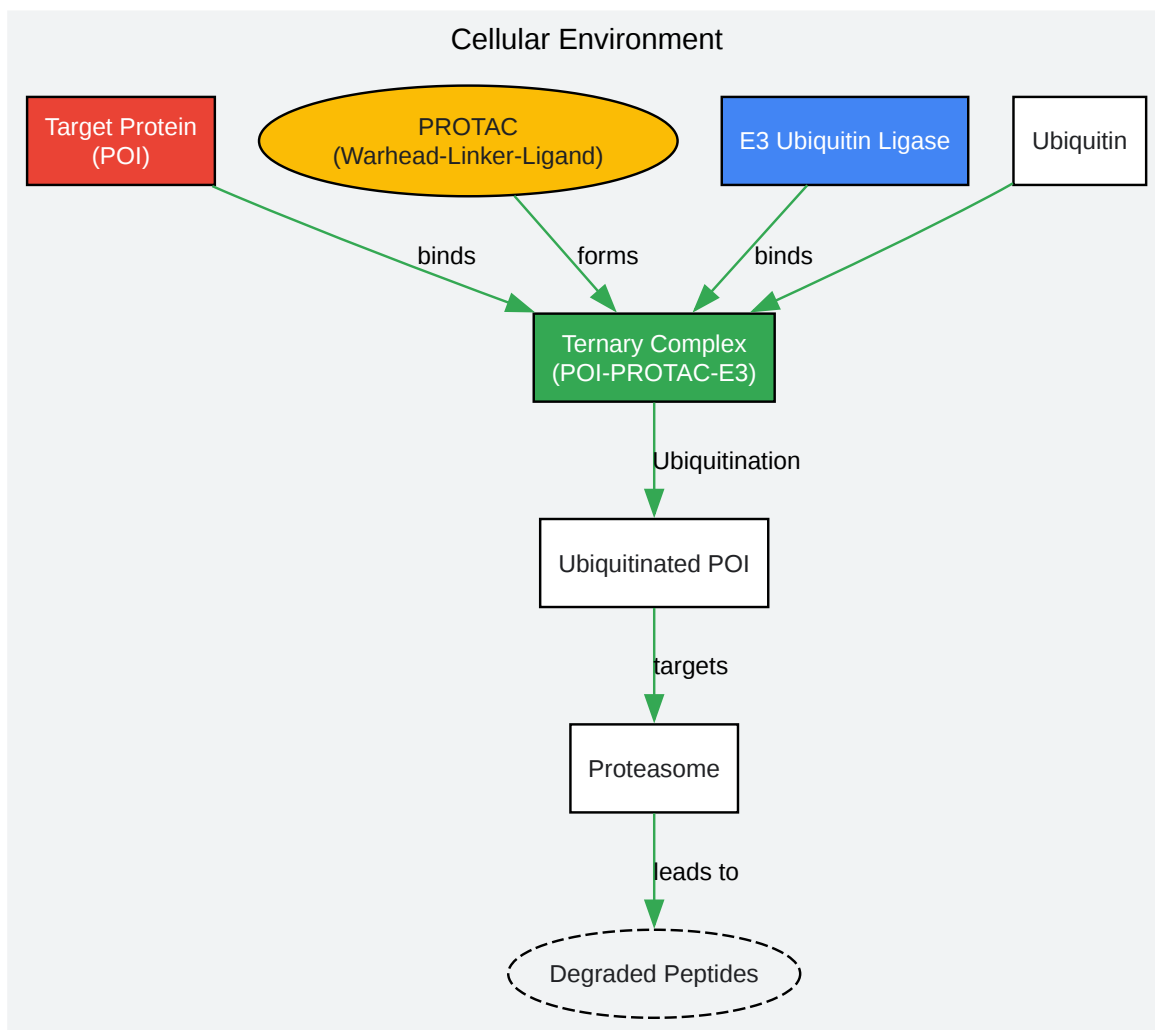 Cellular Environment
Target Protein
(POI)
PROTAC
(Warhead-Linker-Ligand)
E3 Ubiquitin Ligase
Ubiquitin
binds
forms
binds
Ternary Complex
(POI-PROTAC-E3)
Ubiquitination
Ubiquitinated POI
targets
Proteasome
leads to
Degraded Peptides